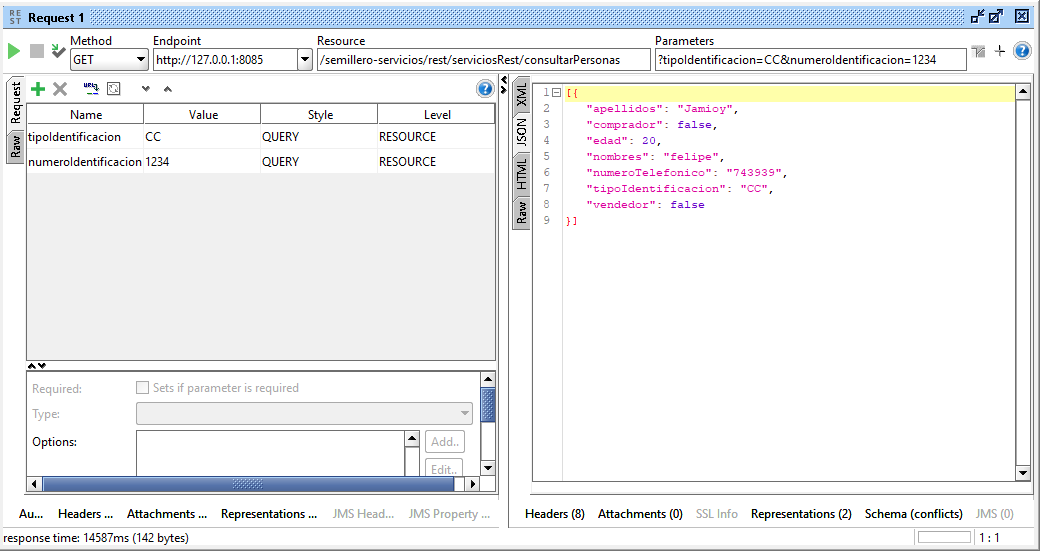 RE ST Request 1
Method Endpoint Resource Parameters
GET http://127.0.0.1:8085 /semillero-servicios/rest/serviciosRest/consultarPersonas ?tipoIdentificacion=CC&numeroIdentificacion=1234
Request
Raw
Name Value Style Level
tipoIdentificacion CC QUERY RESOURCE
numeroIdentificacion 1234 QUERY RESOURCE
Required: Sets if parameter is required
Type:
Options: Add..
Edit..
Au... Headers ... Attachments ... Representations ... JMS Head... JMS Property ...
XML
JSON
HTML
Raw
1 [{
2 "apellidos": "Jamioy",
3 "comprador": false,
4 "edad": 20,
5 "nombres": "felipe",
6 "numeroTelefonico": "743939",
7 "tipoIdentificacion": "CC",
8 "vendedor": false
9 }]
Headers (8) Attachments (0) SSL Info Representations (2) Schema (conflicts) JMS (0)
response time: 14587ms (142 bytes) 1 : 1